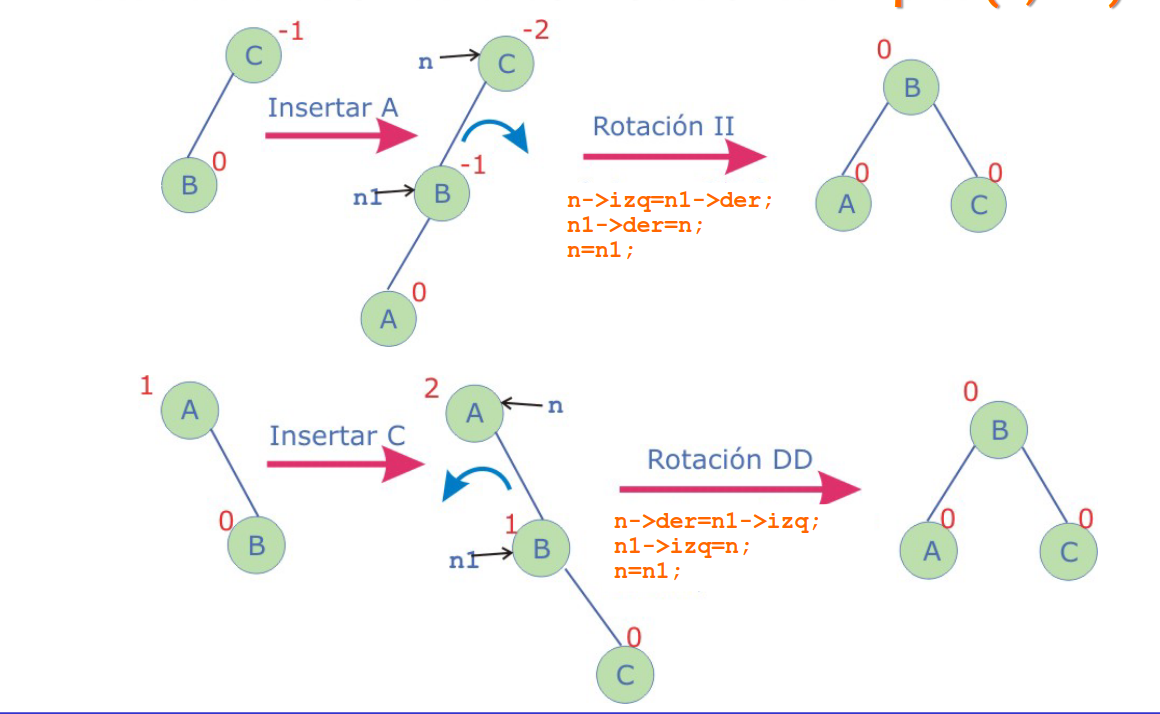 C -1
B 0
Insertar A
n C -2
n1 B -1
A 0
Rotación II
n->izq=n1->der;
n1->der=n;
n=n1;
B 0
A 0
C 0
1 A
0 B
Insertar C
2 A n
n1 1 B
0 C
Rotación DD
n->der=n1->izq;
n1->izq=n;
n=n1;
0 B
A 0
C 0